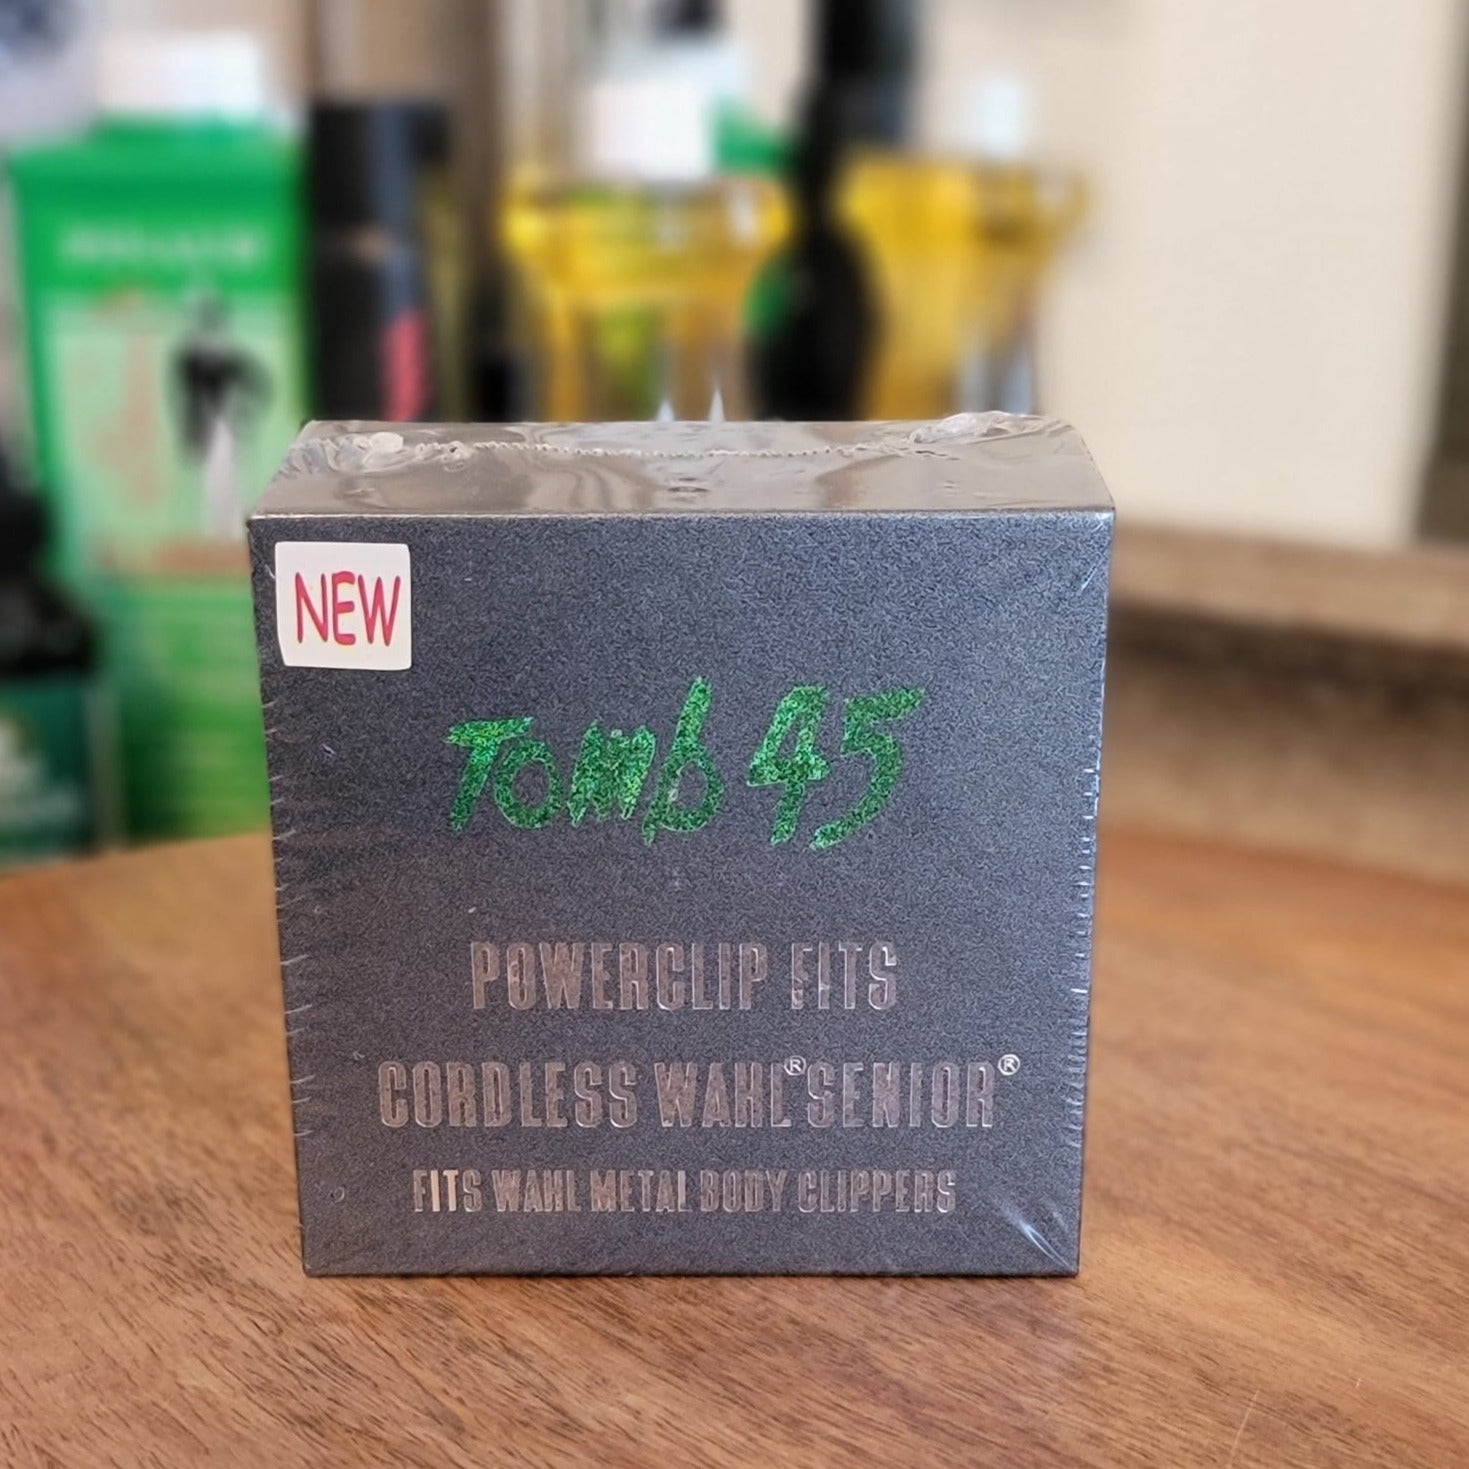 NEW
Tomb 45
POWERCLIP FITS
CORDLESS WAHL® SENIOR®
FITS WAHL METAL BODY CLIPPERS